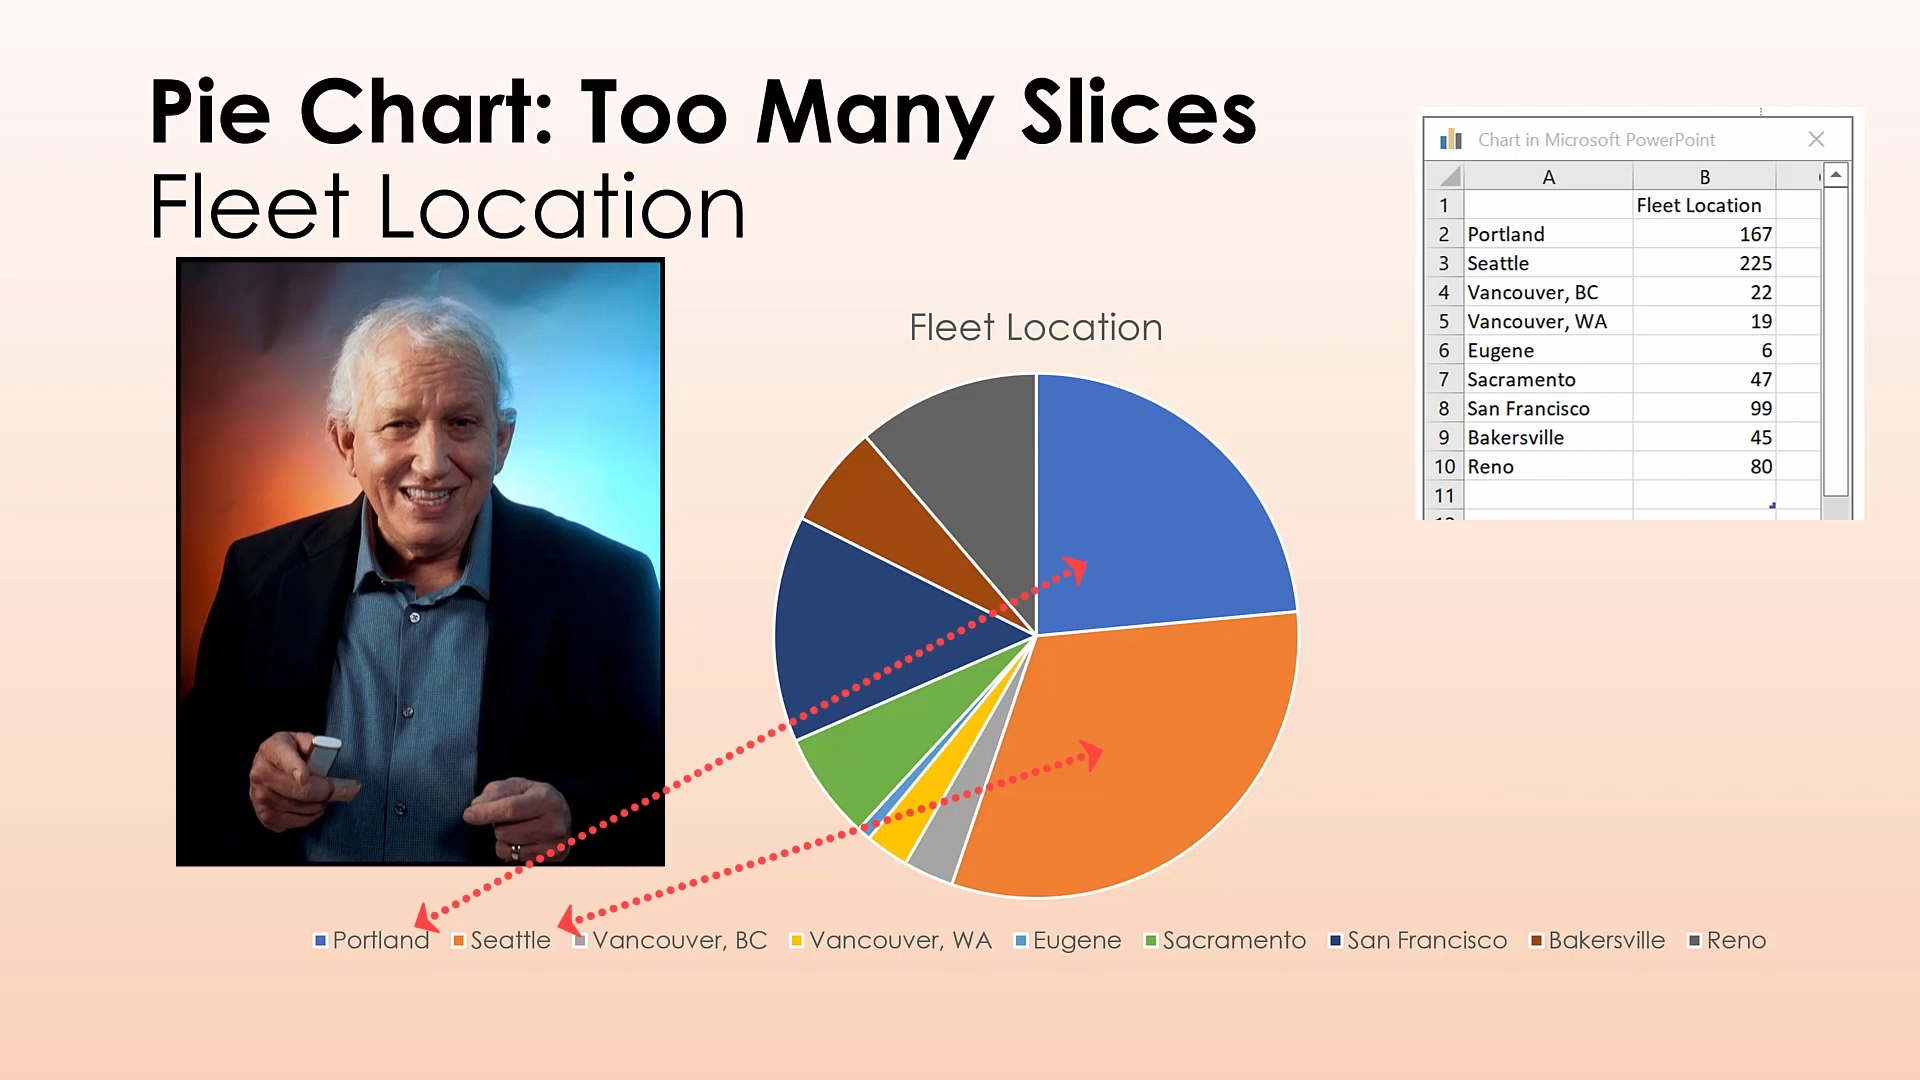 Pie Chart: Too Many Slices
Fleet Location
Chart in Microsoft PowerPoint
A B
1 Fleet Location
2 Portland 167
3 Seattle 225
4 Vancouver, BC 22
5 Vancouver, WA 19
6 Eugene 6
7 Sacramento 47
8 San Francisco 99
9 Bakersville 45
10 Reno 80
11
Fleet Location
Portland Seattle Vancouver, BC Vancouver, WA Eugene Sacramento San Francisco Bakersville Reno